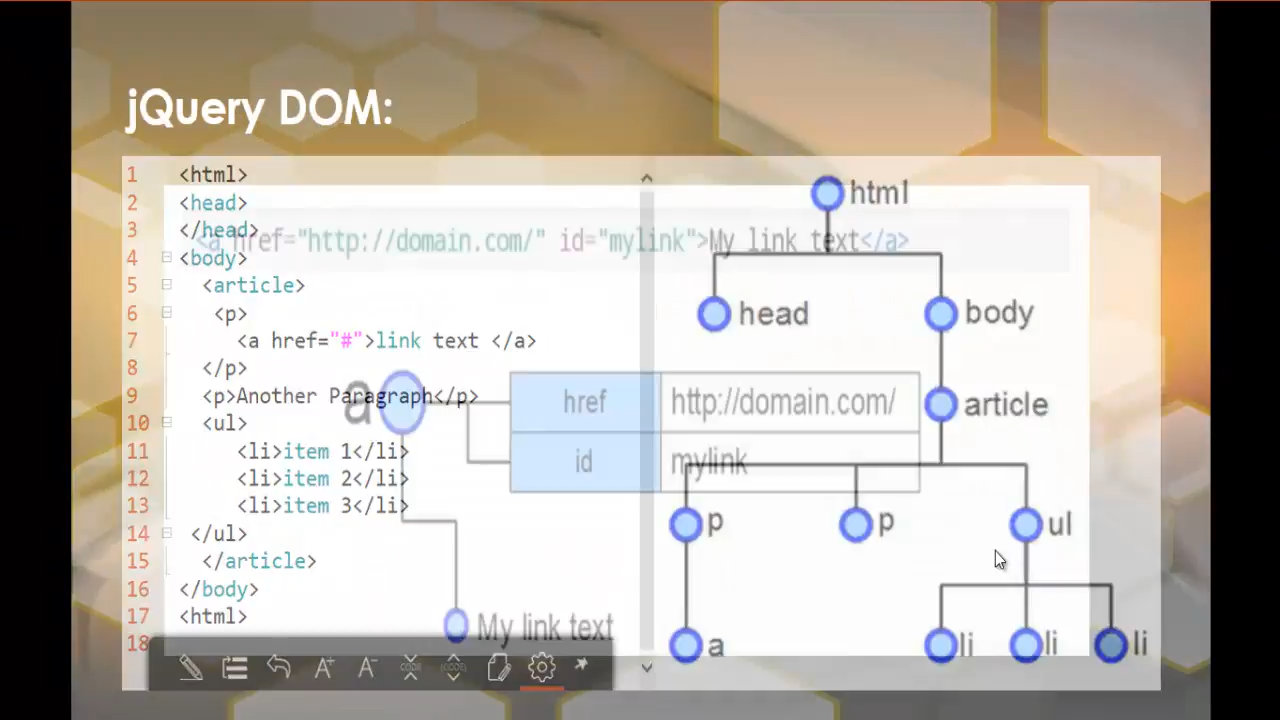 jQuery DOM:
1 <html>
2 <head>
3 </head>
4 <body>
5 <article>
6 <p>
7 <a href="#">link text </a>
8 </p>
9 <p>Another Paragraph</p>
10 <ul>
11 <li>item 1</li>
12 <li>item 2</li>
13 <li>item 3</li>
14 </ul>
15 </article>
16 </body>
17 <html>
18
<a href="http://domain.com/" id="mylink">My link text</a>
a
href http://domain.com/
id mylink
My link text
html
head body
article
p p ul
a li li li
A+ A- CODE {CODE}